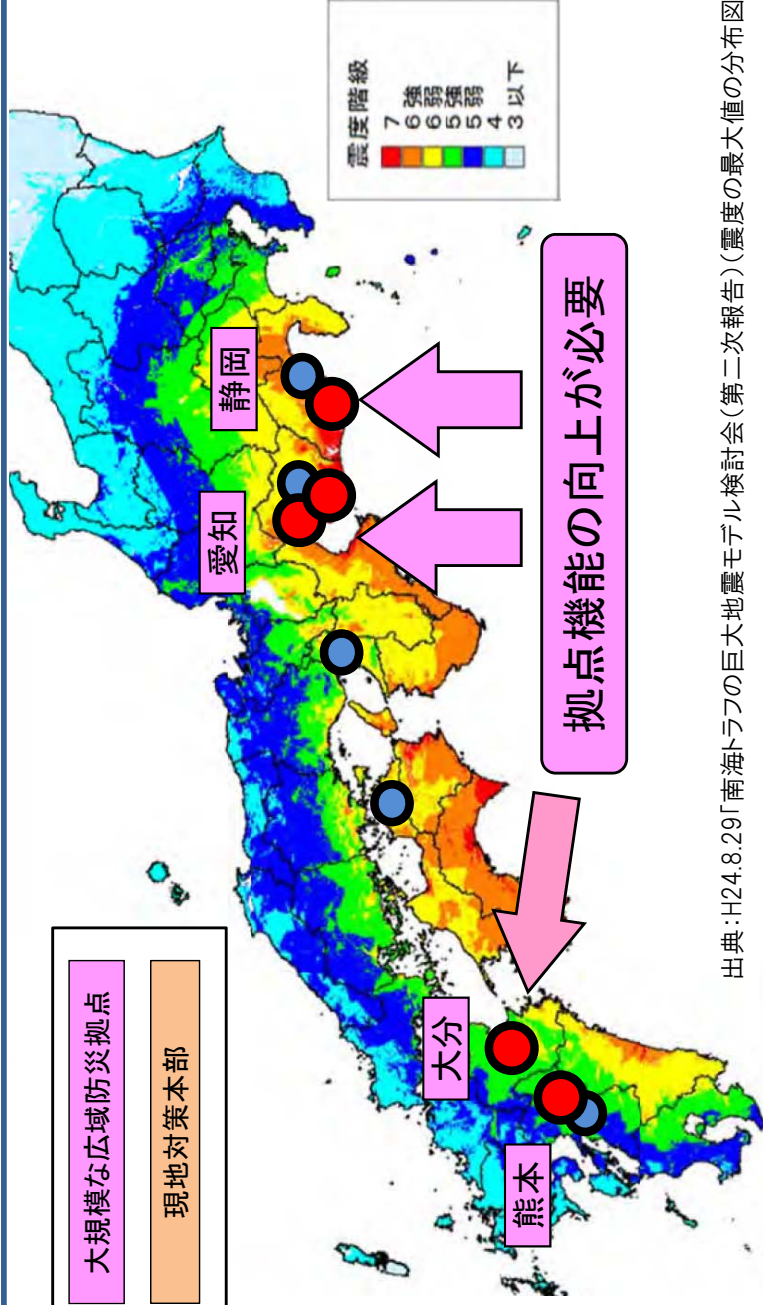 大規模な広域防災拠点
現地対策本部
熊本
大分
愛知
静岡
拠点機能の向上が必要
震度階級
7
6強
6弱
5強
5弱
4
3以下
出典:H24.8.29「南海トラフの巨大地震モデル検討会(第二次報告)(震度の最大値の分布図